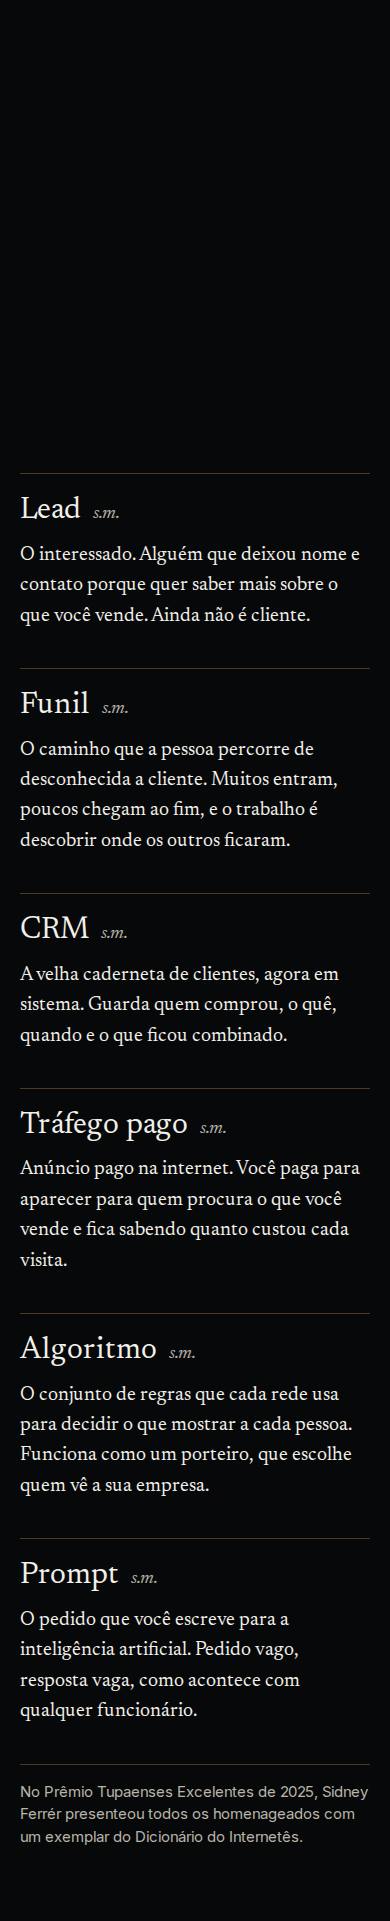 Lead s.m.
O interessado. Alguém que deixou nome e
contato porque quer saber mais sobre o
que você vende. Ainda não é cliente.
Funil s.m.
O caminho que a pessoa percorre de
desconhecida a cliente. Muitos entram,
poucos chegam ao fim, e o trabalho é
descobrir onde os outros ficaram.
CRM s.m.
A velha caderneta de clientes, agora em
sistema. Guarda quem comprou, o quê,
quando e o que ficou combinado.
Tráfego pago s.m.
Anúncio pago na internet. Você paga para
aparecer para quem procura o que você
vende e fica sabendo quanto custou cada
visita.
Algoritmo s.m.
O conjunto de regras que cada rede usa
para decidir o que mostrar a cada pessoa.
Funciona como um porteiro, que escolhe
quem vê a sua empresa.
Prompt s.m.
O pedido que você escreve para a
inteligência artificial. Pedido vago,
resposta vaga, como acontece com
qualquer funcionário.
No Prêmio Tupaenses Excelentes de 2025, Sidney
Ferrér presenteou todos os homenageados com
um exemplar do Dicionário do Internetês.